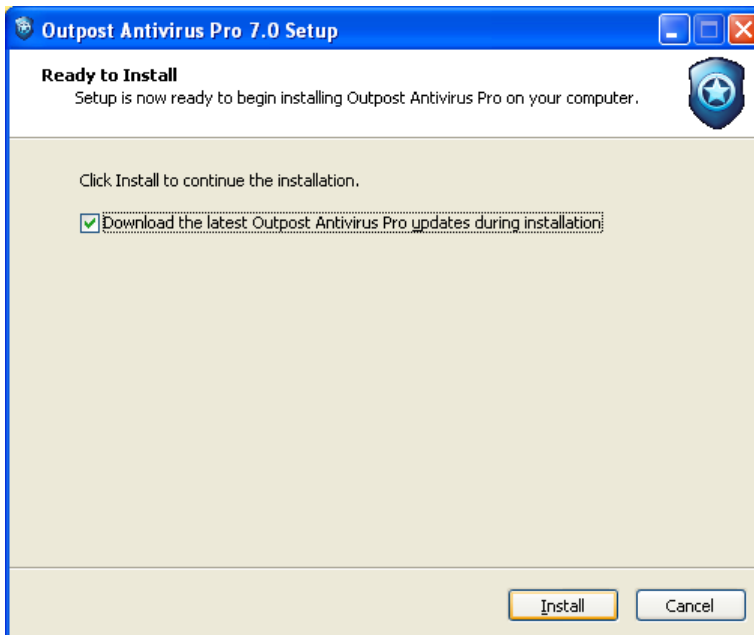 Outpost Antivirus Pro 7.0 Setup
Ready to Install
Setup is now ready to begin installing Outpost Antivirus Pro on your computer.
Click Install to continue the installation.
Download the latest Outpost Antivirus Pro updates during installation
Install Cancel